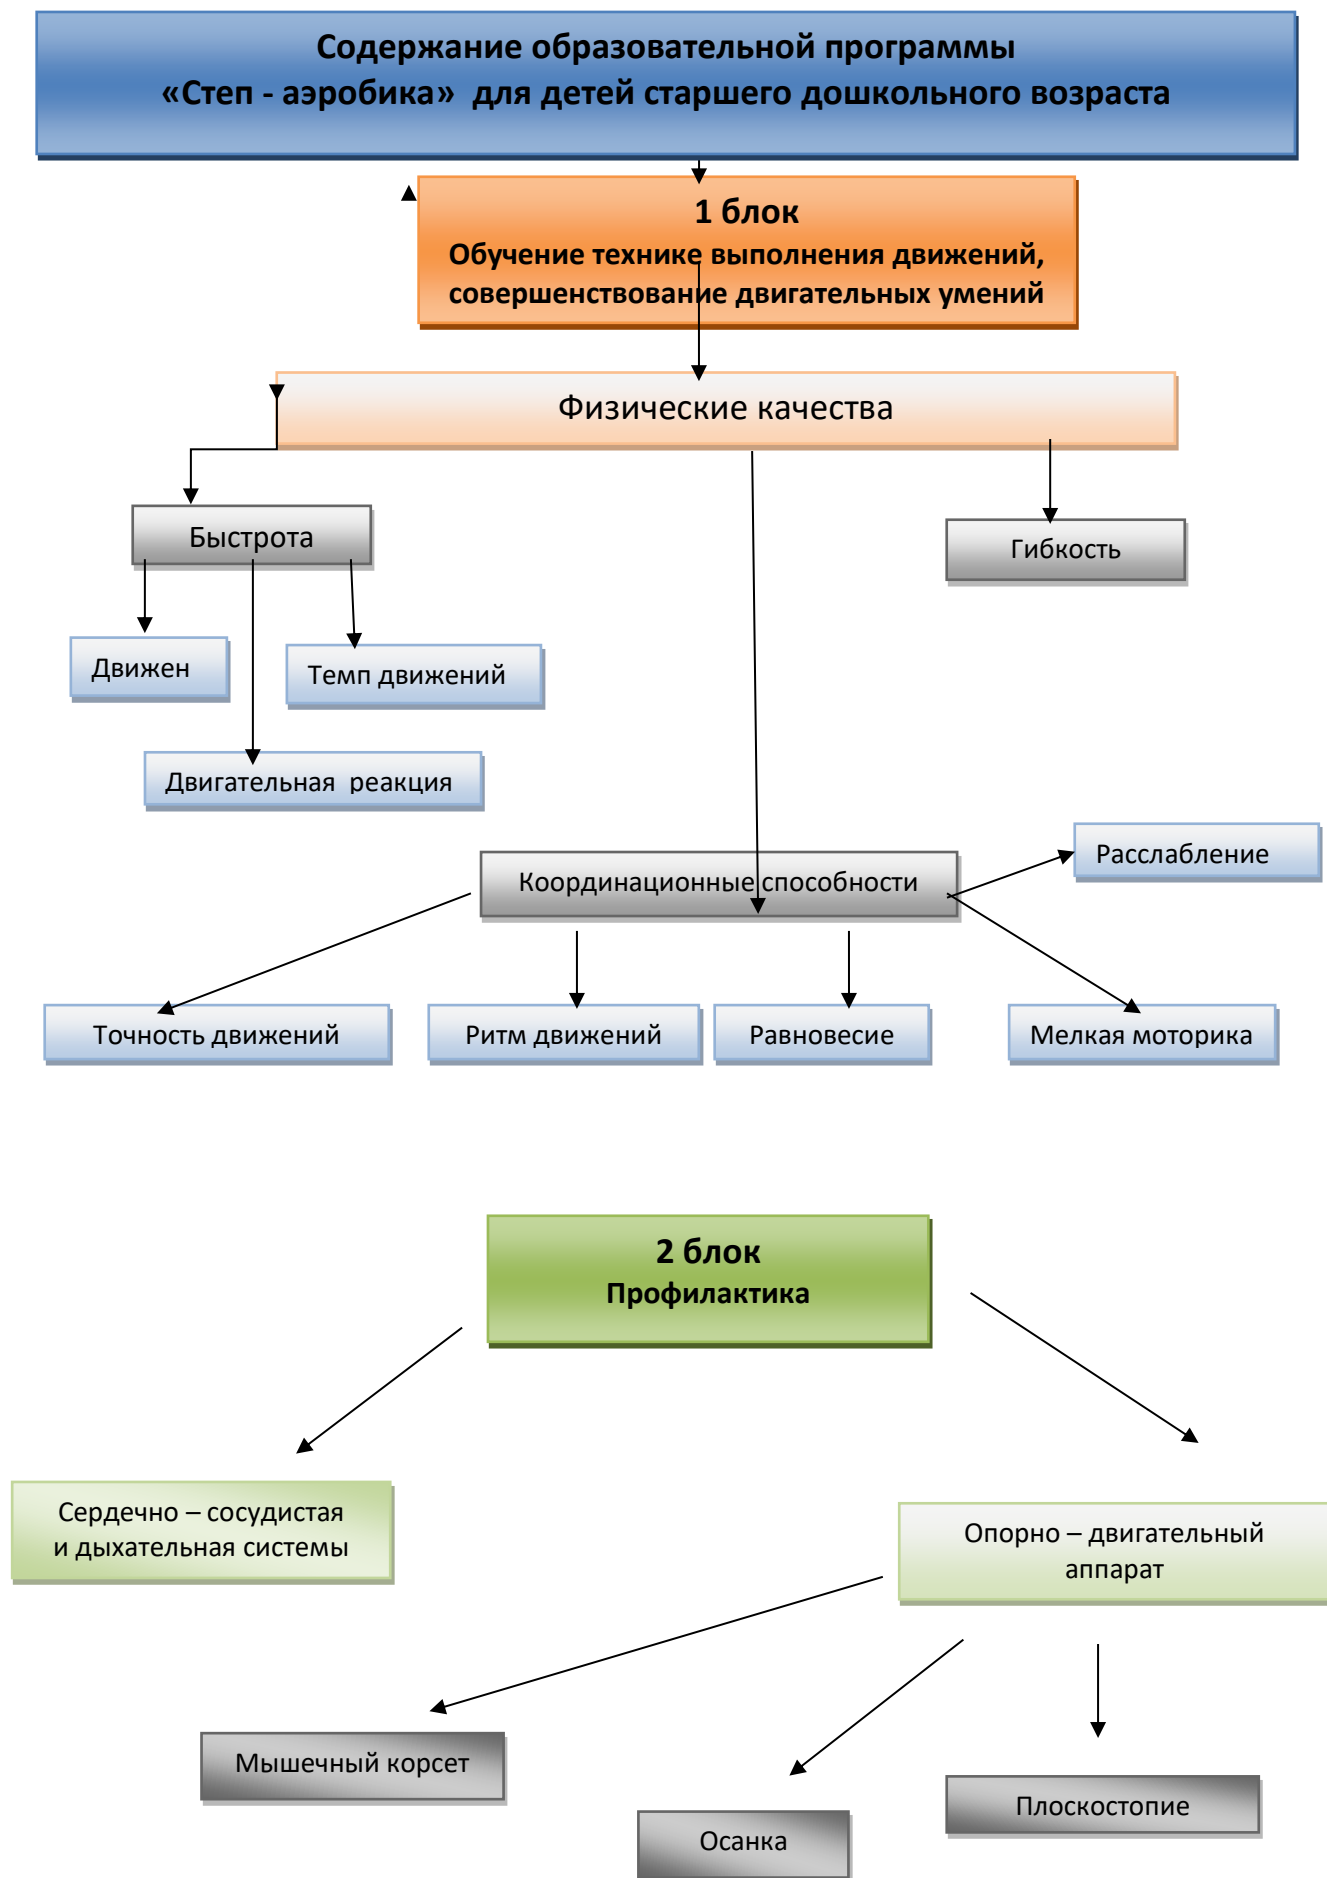 Содержание образовательной программы
«Степ - аэробика» для детей старшего дошкольного возраста
1 блок
Обучение технике выполнения движений,
совершенствование двигательных умений
Физические качества
Быстрота
Гибкость
Движен
Темп движений
Двигательная реакция
Расслабление
Координационные способности
Точность движений
Ритм движений
Равновесие
Мелкая моторика
2 блок
Профилактика
Сердечно – сосудистая
и дыхательная системы
Опорно – двигательный
аппарат
Мышечный корсет
Плоскостопие
Осанка